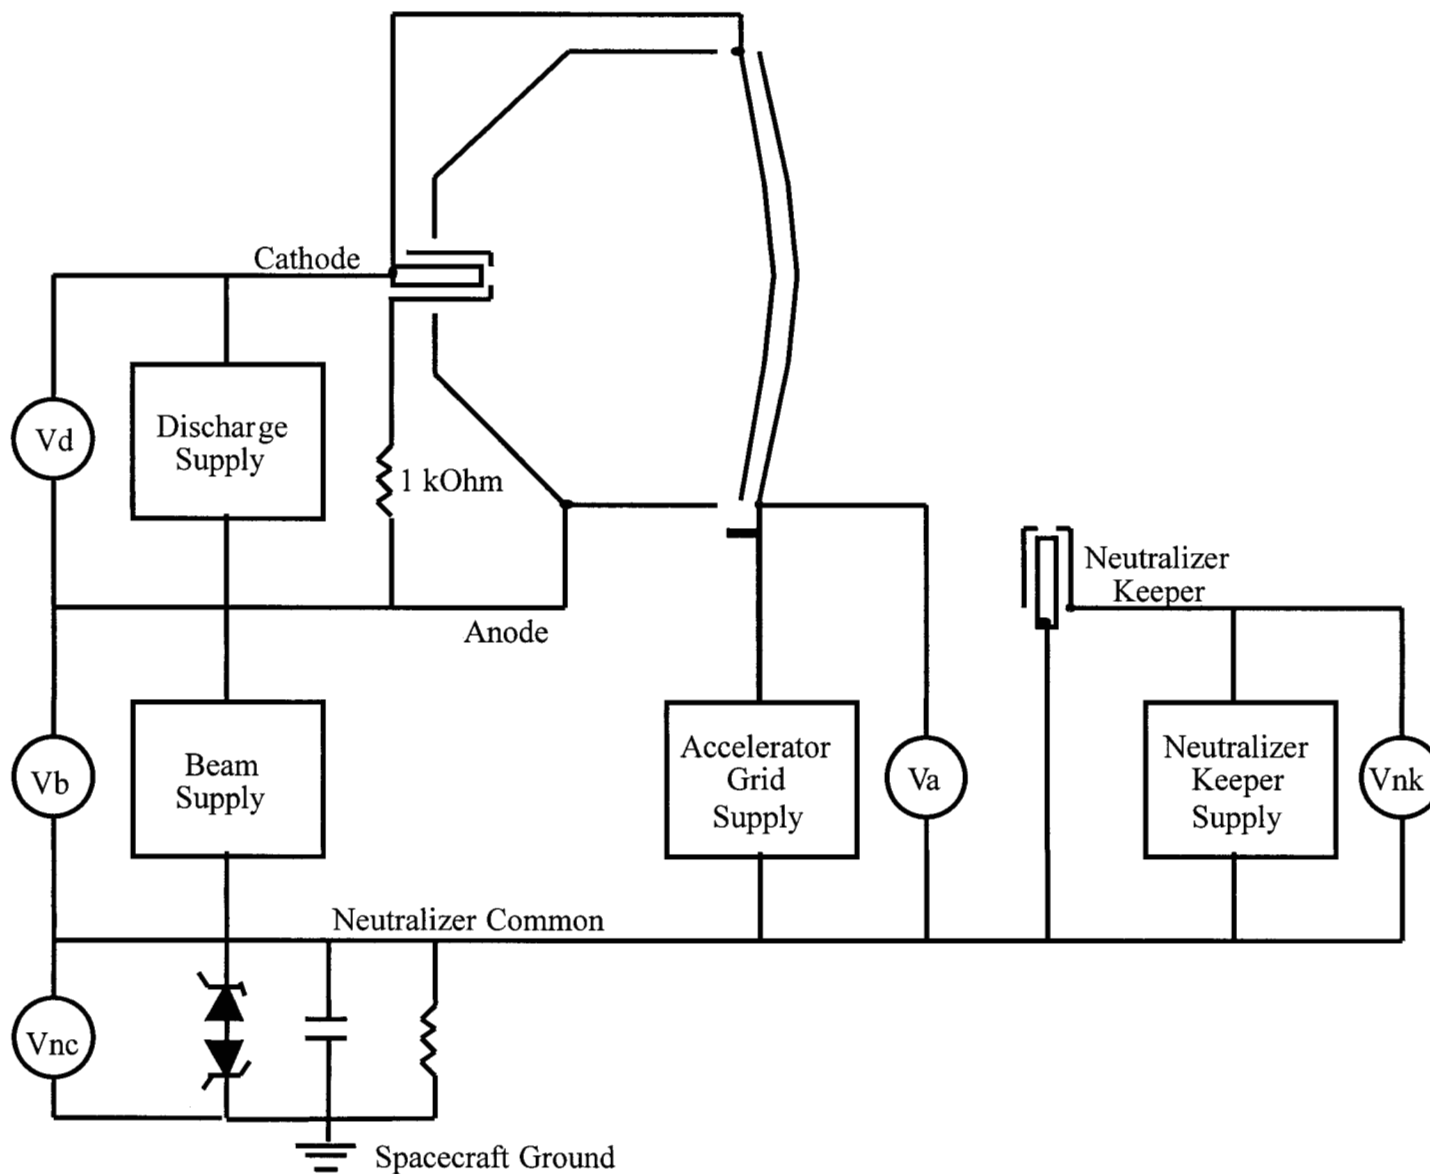 Cathode
Vd
Discharge
Supply
1 kOhm
Anode
Neutralizer
Keeper
Vb
Beam
Supply
Accelerator
Grid
Supply
Va
Neutralizer
Keeper
Supply
Vnk
Neutralizer Common
Vnc
Spacecraft Ground